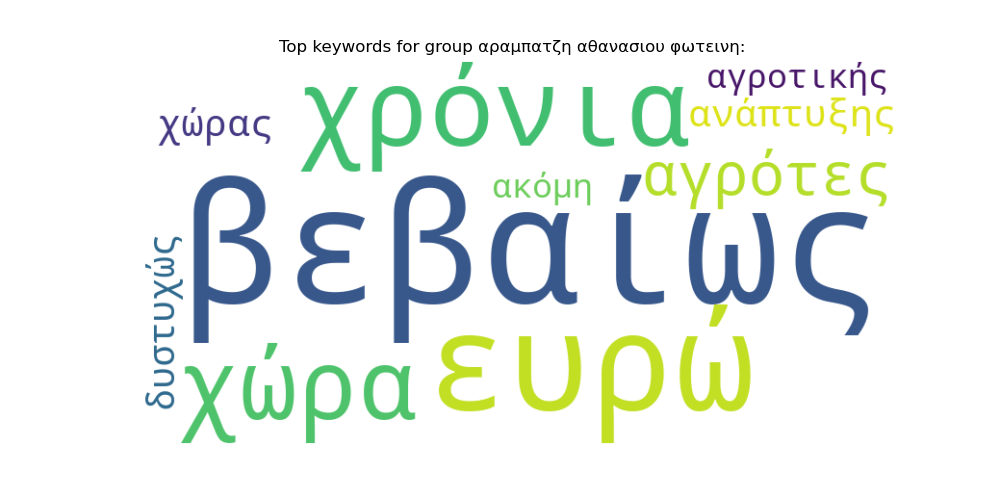 Top keywords for group αραμπατζη αθανασιου φωτεινη:
αγροτικής
χρόνια
χώρας
ανάπτυξης
αγρότες
ακόμη
βεβαίως
δυστυχώς
χώρα
ευρώ